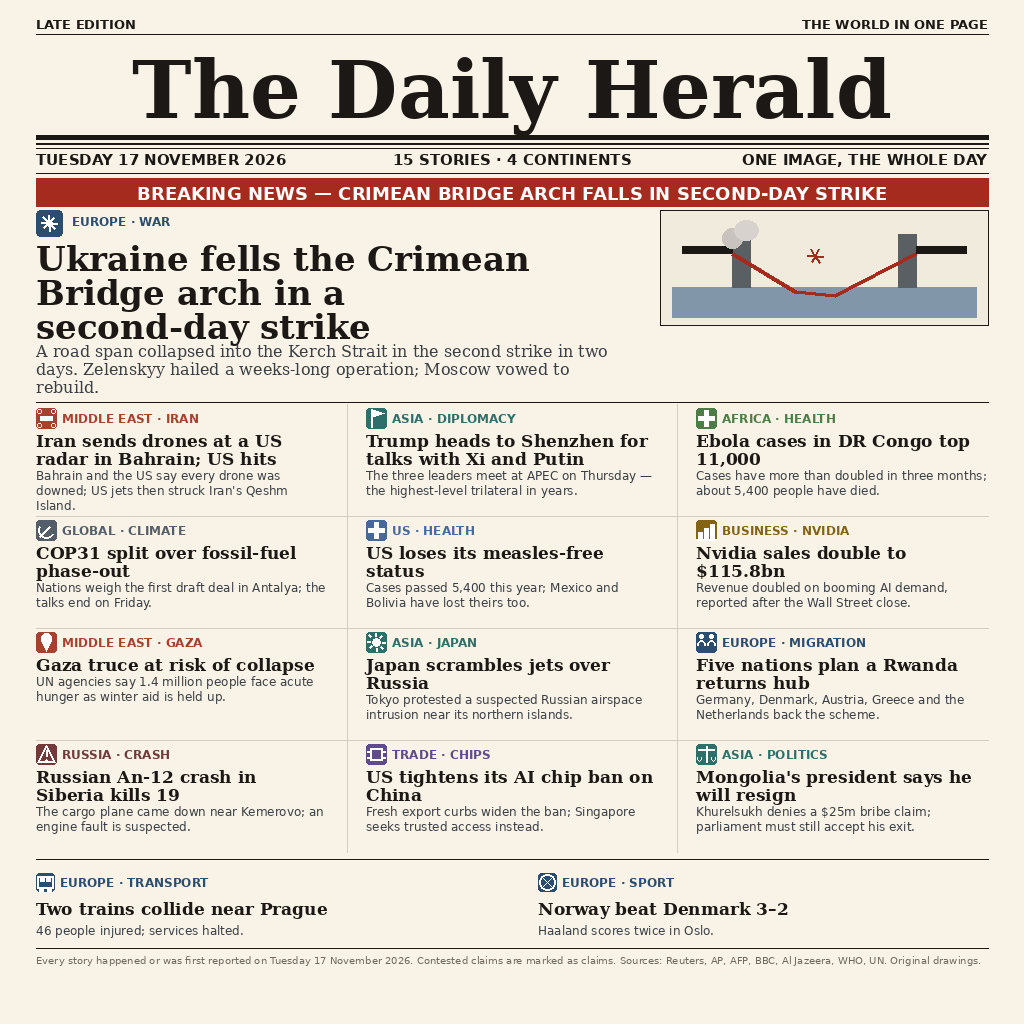 LATE EDITION
THE WORLD IN ONE PAGE
The Daily Herald
TUESDAY 17 NOVEMBER 2026
15 STORIES · 4 CONTINENTS
ONE IMAGE, THE WHOLE DAY
BREAKING NEWS — CRIMEAN BRIDGE ARCH FALLS IN SECOND-DAY STRIKE
EUROPE · WAR
Ukraine fells the Crimean
Bridge arch in a
second-day strike
A road span collapsed into the Kerch Strait in the second strike in two
days. Zelenskyy hailed a weeks-long operation; Moscow vowed to
rebuild.
MIDDLE EAST · IRAN
Iran sends drones at a US
radar in Bahrain; US hits
Bahrain and the US say every drone was
downed; US jets then struck Iran's Qeshm
Island.
ASIA · DIPLOMACY
Trump heads to Shenzhen for
talks with Xi and Putin
The three leaders meet at APEC on Thursday —
the highest-level trilateral in years.
AFRICA · HEALTH
Ebola cases in DR Congo top
11,000
Cases have more than doubled in three months;
about 5,400 people have died.
GLOBAL · CLIMATE
COP31 split over fossil-fuel
phase-out
Nations weigh the first draft deal in Antalya; the
talks end on Friday.
US · HEALTH
US loses its measles-free
status
Cases passed 5,400 this year; Mexico and
Bolivia have lost theirs too.
BUSINESS · NVIDIA
Nvidia sales double to
$115.8bn
Revenue doubled on booming AI demand,
reported after the Wall Street close.
MIDDLE EAST · GAZA
Gaza truce at risk of collapse
UN agencies say 1.4 million people face acute
hunger as winter aid is held up.
ASIA · JAPAN
Japan scrambles jets over
Russia
Tokyo protested a suspected Russian airspace
intrusion near its northern islands.
EUROPE · MIGRATION
Five nations plan a Rwanda
returns hub
Germany, Denmark, Austria, Greece and the
Netherlands back the scheme.
RUSSIA · CRASH
Russian An-12 crash in
Siberia kills 19
The cargo plane came down near Kemerovo; an
engine fault is suspected.
TRADE · CHIPS
US tightens its AI chip ban on
China
Fresh export curbs widen the ban; Singapore
seeks trusted access instead.
ASIA · POLITICS
Mongolia's president says he
will resign
Khurelsukh denies a $25m bribe claim;
parliament must still accept his exit.
EUROPE · TRANSPORT
Two trains collide near Prague
46 people injured; services halted.
EUROPE · SPORT
Norway beat Denmark 3–2
Haaland scores twice in Oslo.
Every story happened or was first reported on Tuesday 17 November 2026. Contested claims are marked as claims. Sources: Reuters, AP, AFP, BBC, Al Jazeera, WHO, UN. Original drawings.